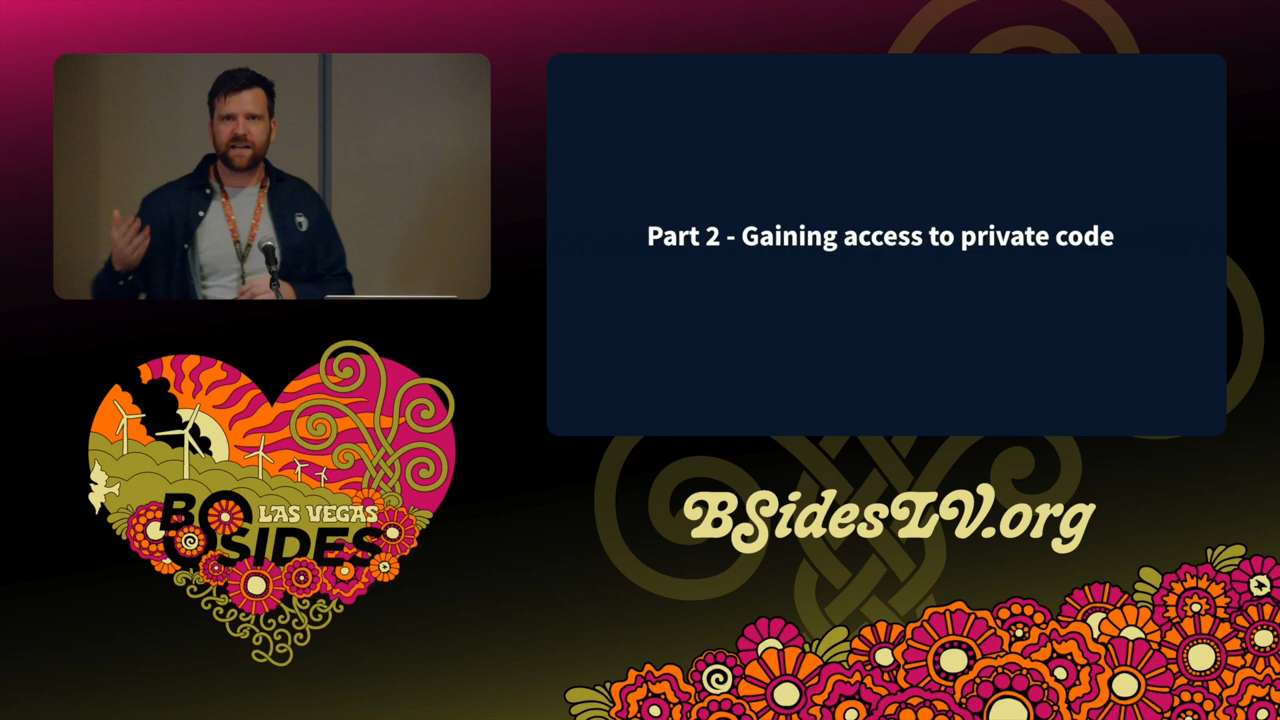 Part 2 - Gaining access to private code
BSidesLV.org
LAS VEGAS
BSIDES